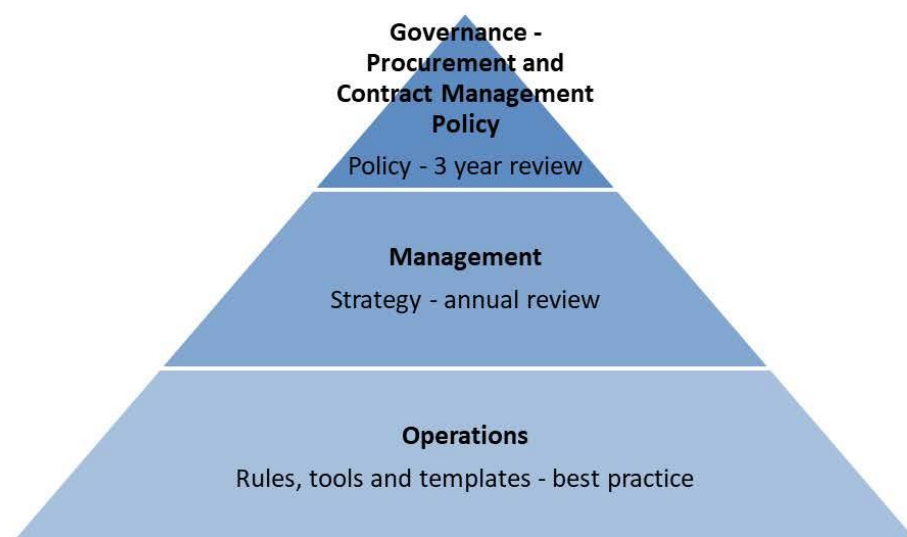 Governance -
Procurement and
Contract Management
Policy
Policy - 3 year review
Management
Strategy - annual review
Operations
Rules, tools and templates - best practice